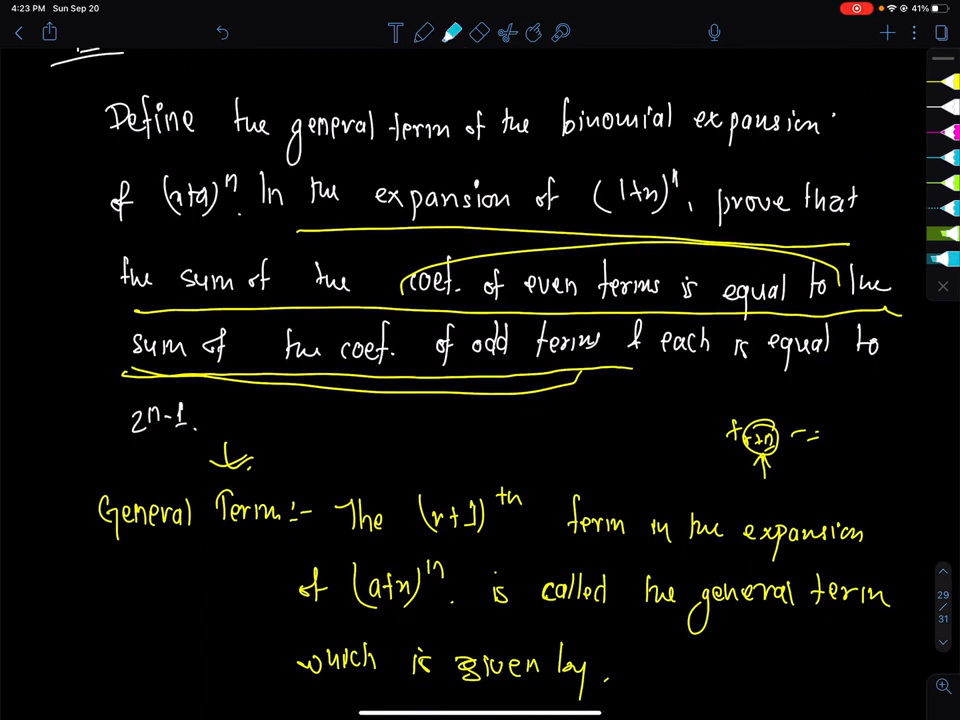 4:23 PM Sun Sep 20
41%
Define the general term of the binomial expansion.
of (x+a)^n. In the expansion of (1+x)^n, prove that
the sum of the coef. of even terms is equal to the
sum of the coef. of odd terms & each is equal to
2^n-1.
General Term:- The (r+1)^th term in the expansion
of (a+x)^n. is called the general term
which is given by.
29
/
31